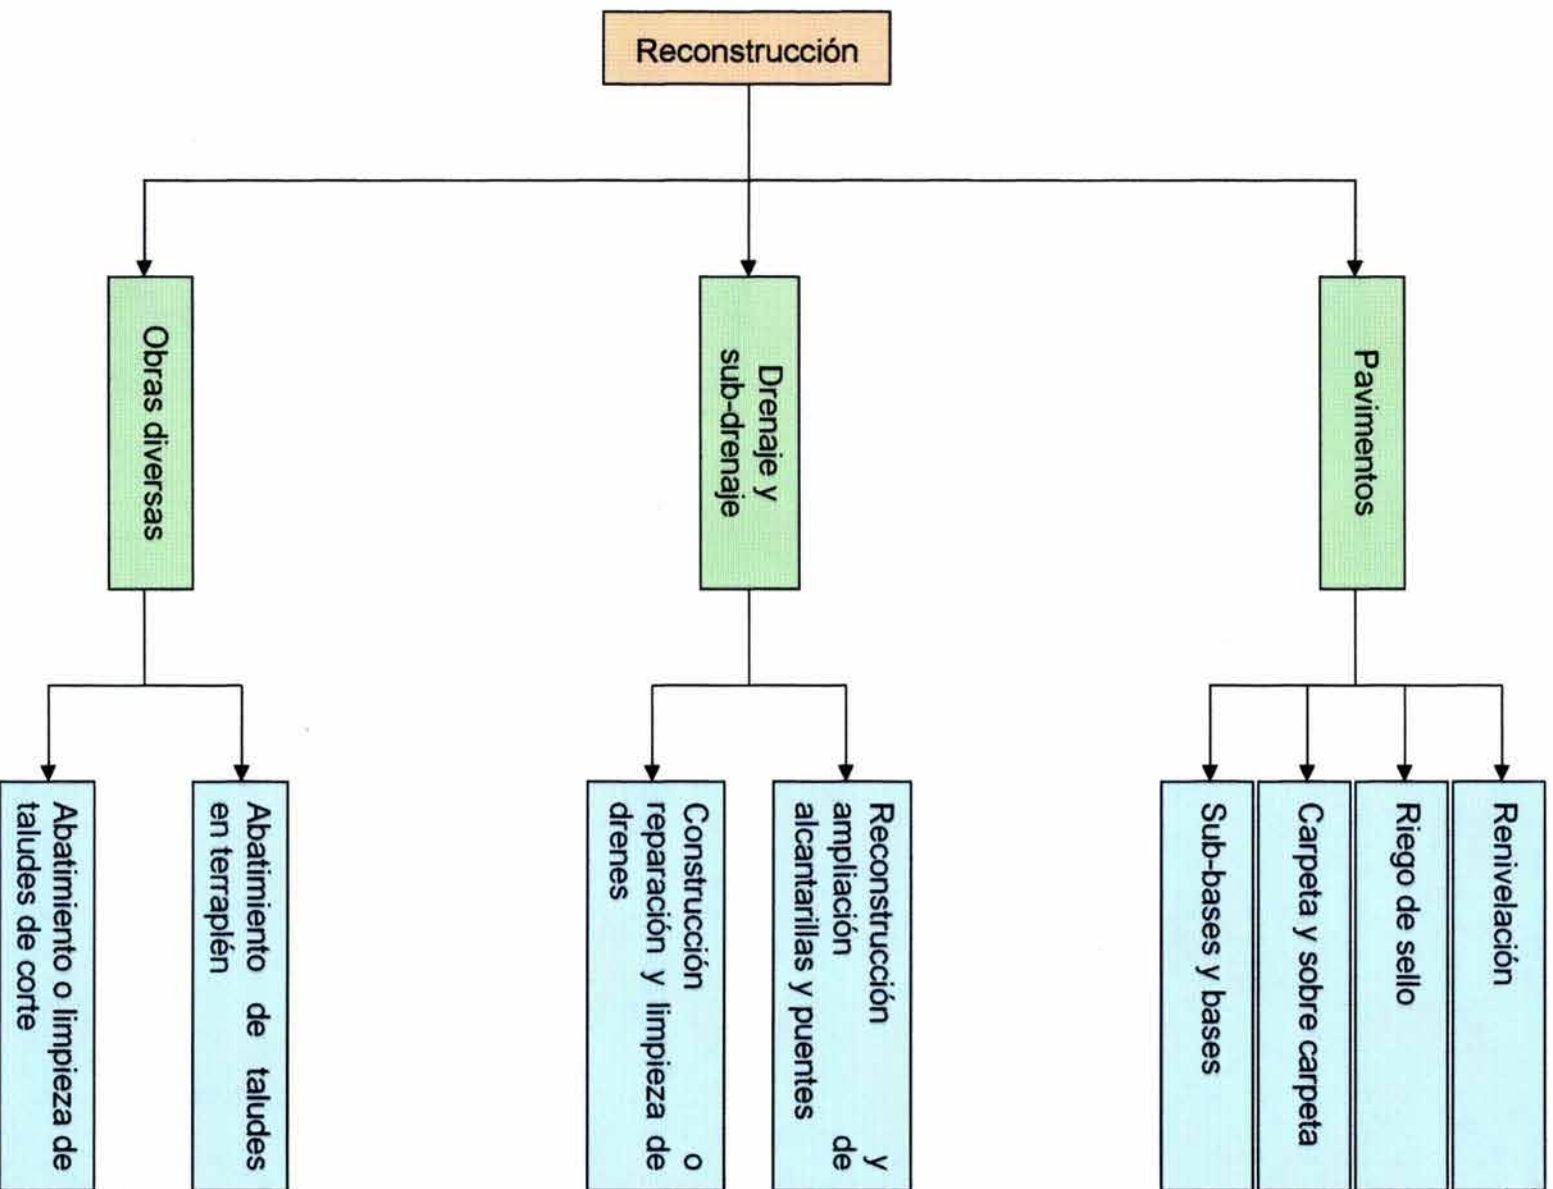 Reconstrucción
Obras diversas
Drenaje y
sub-drenaje
Pavimentos
Abatimiento o limpieza de
taludes de corte
Abatimiento de taludes
en terraplén
Construcción o
reparación y limpieza de
drenes
Reconstrucción y
ampliación de
alcantarillas y puentes
Sub-bases y bases
Carpeta y sobre carpeta
Riego de sello
Renivelación